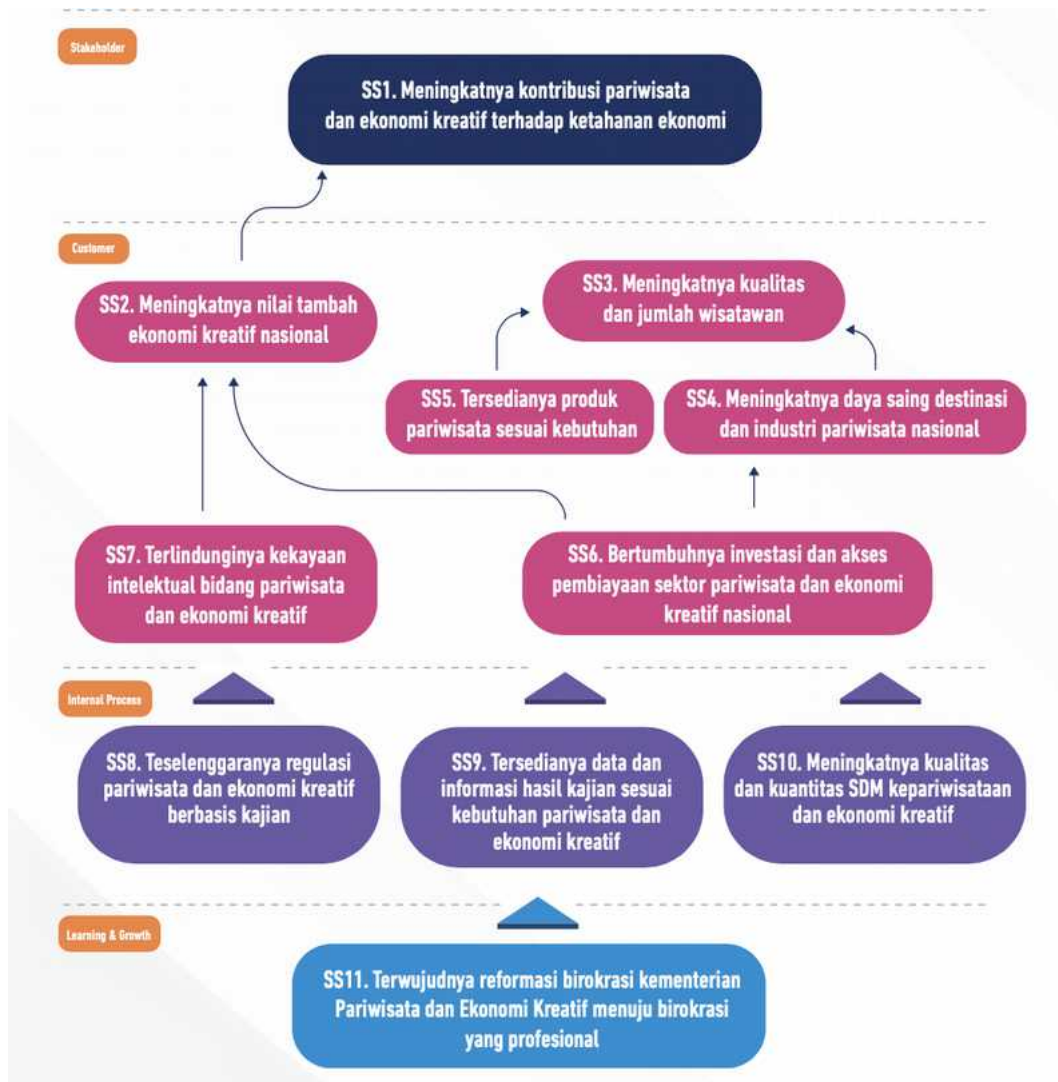 Stakeholder
SS1. Meningkatnya kontribusi pariwisata
dan ekonomi kreatif terhadap ketahanan ekonomi
Customer
SS2. Meningkatnya nilai tambah
ekonomi kreatif nasional
SS3. Meningkatnya kualitas
dan jumlah wisatawan
SS5. Tersedianya produk
pariwisata sesuai kebutuhan
SS4. Meningkatnya daya saing destinasi
dan industri pariwisata nasional
SS7. Terlindunginya kekayaan
intelektual bidang pariwisata
dan ekonomi kreatif
SS6. Bertumbuhnya investasi dan akses
pembiayaan sektor pariwisata dan ekonomi
kreatif nasional
Internal Process
SS8. Teselenggaranya regulasi
pariwisata dan ekonomi kreatif
berbasis kajian
SS9. Tersedianya data dan
informasi hasil kajian sesuai
kebutuhan pariwisata dan
ekonomi kreatif
SS10. Meningkatnya kualitas
dan kuantitas SDM kepariwisataan
dan ekonomi kreatif
Learning & Growth
SS11. Terwujudnya reformasi birokrasi kementerian
Pariwisata dan Ekonomi Kreatif menuju birokrasi
yang profesional